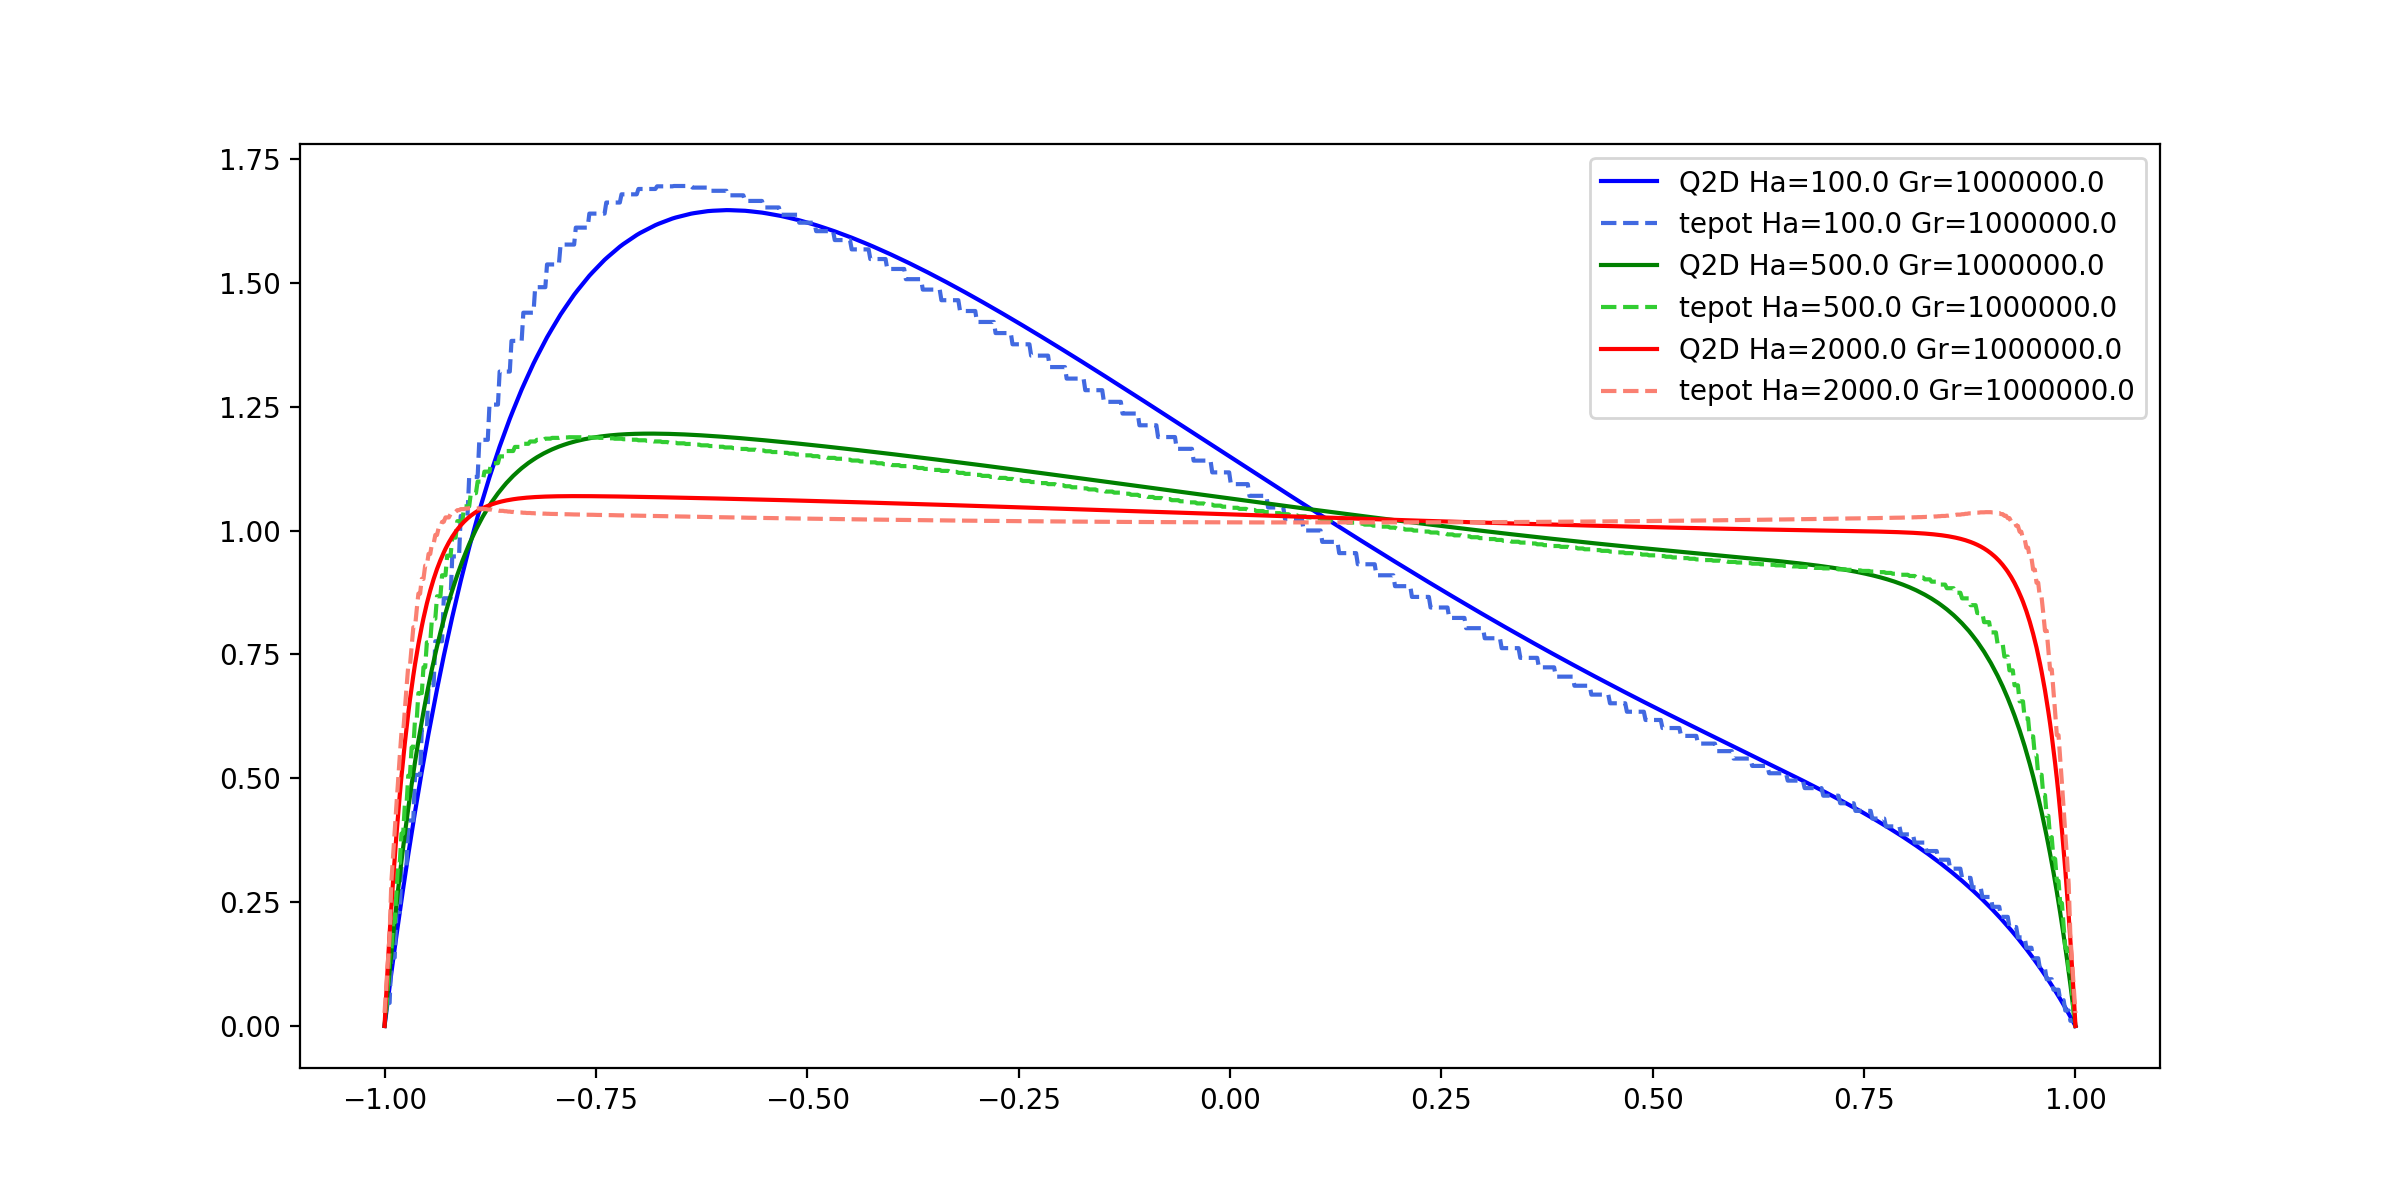 1.75
1.50
1.25
1.00
0.75
0.50
0.25
0.00
−1.00 −0.75 −0.50 −0.25 0.00 0.25 0.50 0.75 1.00
Q2D Ha=100.0 Gr=1000000.0
tepot Ha=100.0 Gr=1000000.0
Q2D Ha=500.0 Gr=1000000.0
tepot Ha=500.0 Gr=1000000.0
Q2D Ha=2000.0 Gr=1000000.0
tepot Ha=2000.0 Gr=1000000.0